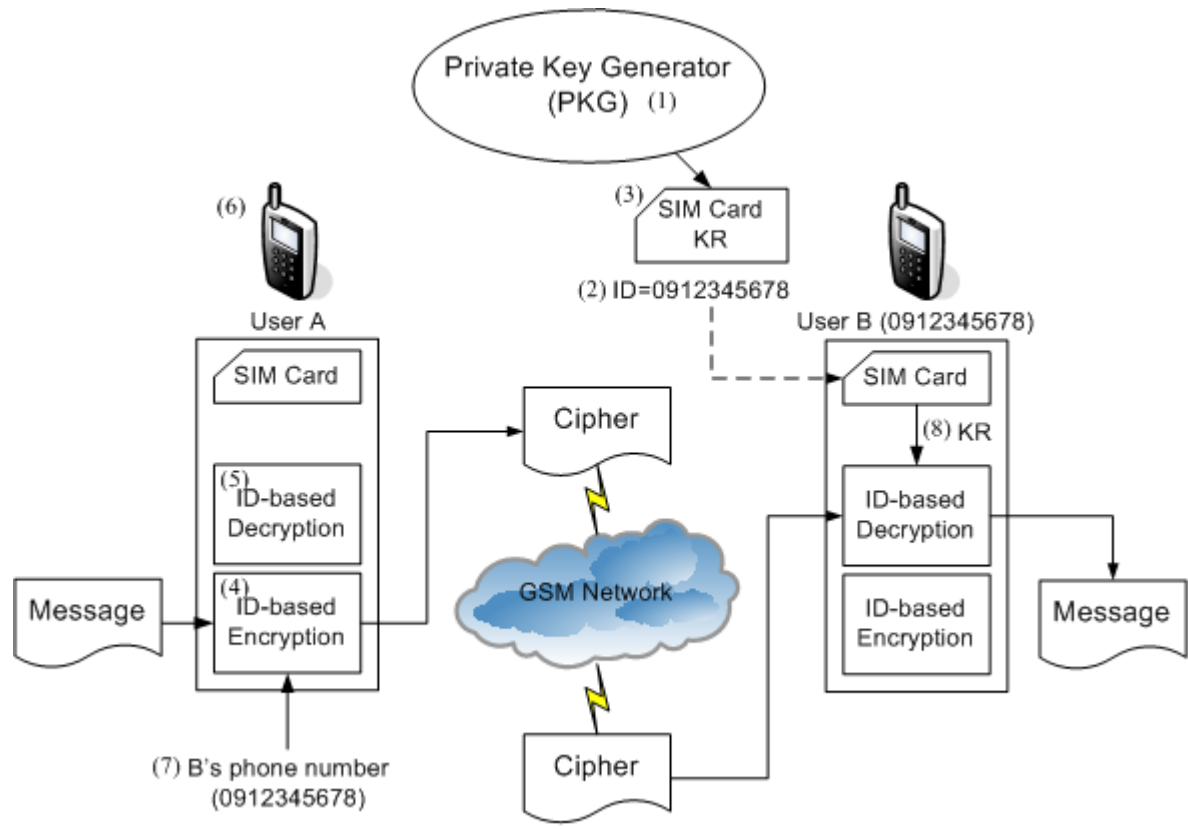 Private Key Generator
(PKG) (1)
(3)
SIM Card
KR
(2) ID=0912345678
(6)
User A
SIM Card
(5)
ID-based
Decryption
(4)
ID-based
Encryption
Message
(7) B's phone number
(0912345678)
Cipher
GSM Network
Cipher
User B (0912345678)
SIM Card
(8) KR
ID-based
Decryption
ID-based
Encryption
Message